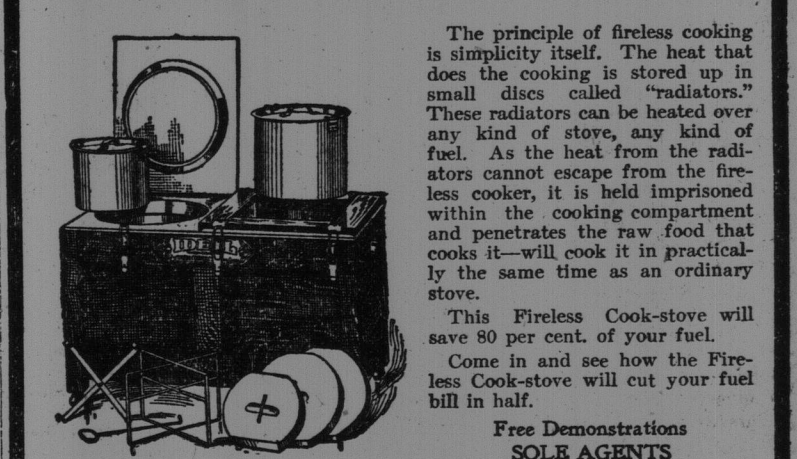 The principle of fireless cooking
is simplicity itself. The heat that
does the cooking is stored up in
small discs called “radiators.”
These radiators can be heated over
any kind of stove, any kind of
fuel. As the heat from the radi-
ators cannot escape from the fire-
less cooker, it is held imprisoned
within the cooking compartment
and penetrates the raw food that
cooks it—will cook it in practical-
ly the same time as an ordinary
stove.
This Fireless Cook-stove will
save 80 per cent. of your fuel.
Come in and see how the Fire-
less Cook-stove will cut your fuel
bill in half.
Free Demonstrations
SOLE AGENTS